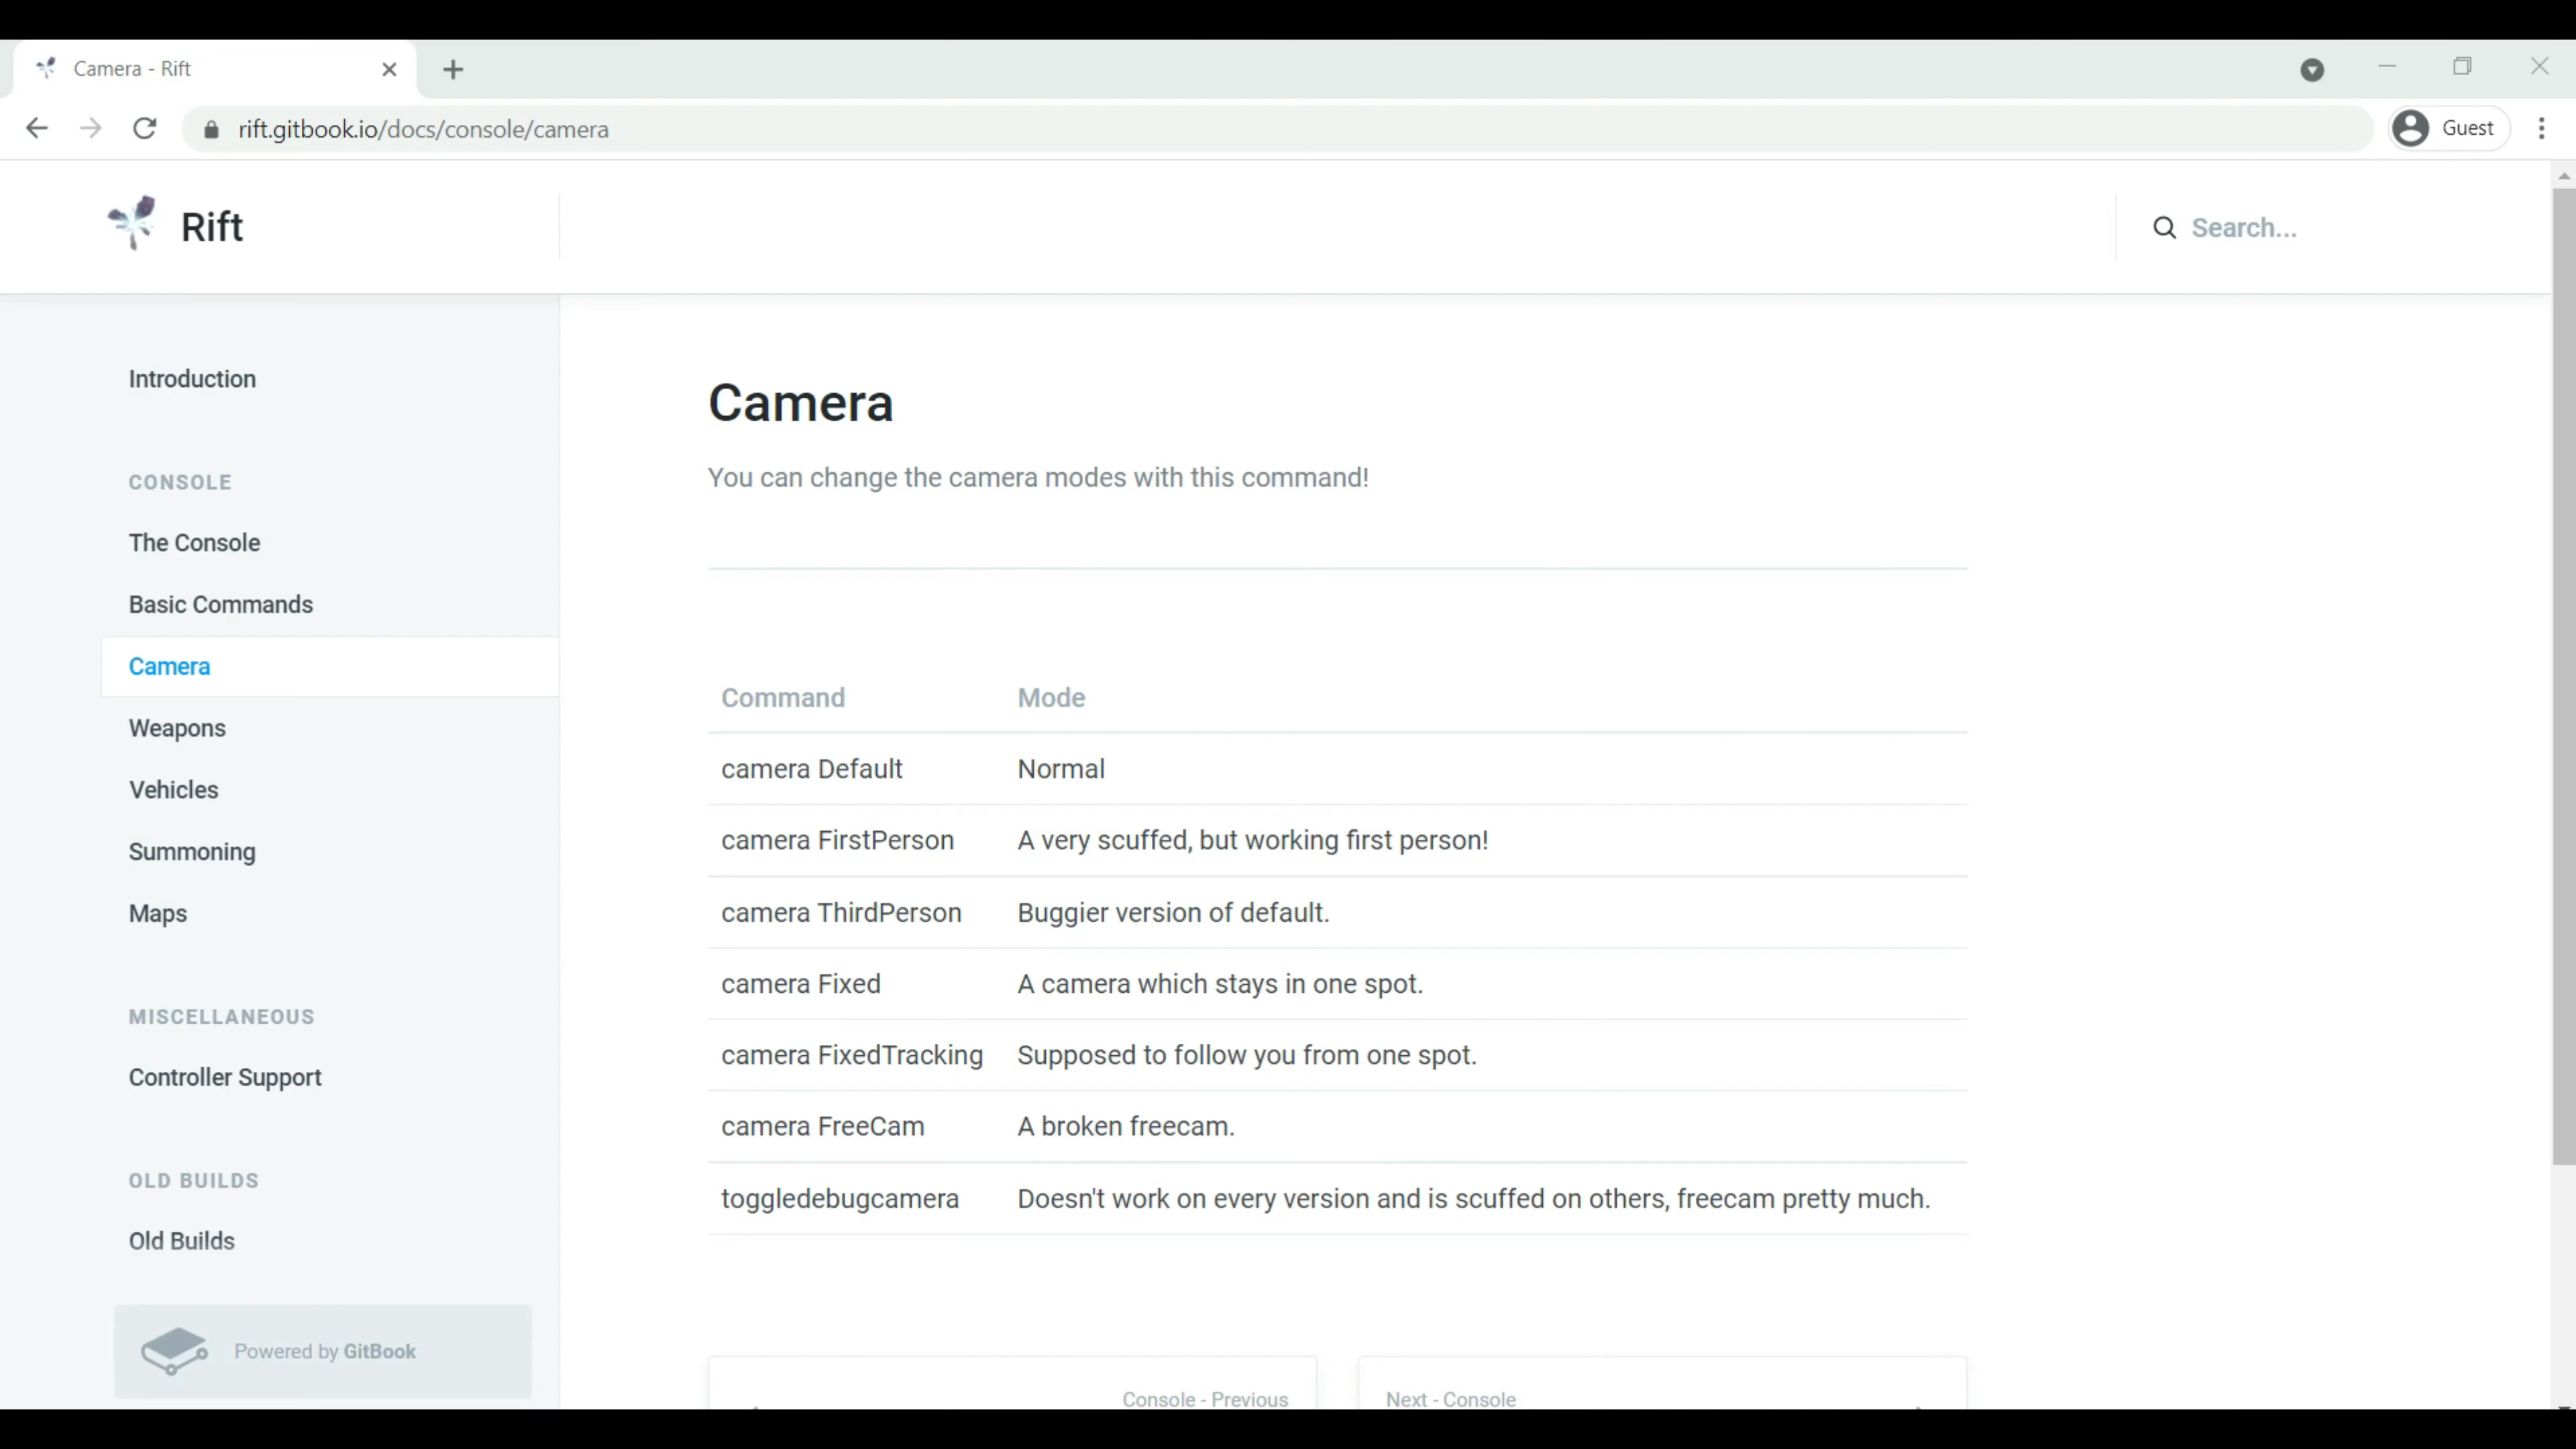 Camera - Rift
rift.gitbook.io/docs/console/camera
Guest
Rift
Search...
Introduction
CONSOLE
The Console
Basic Commands
Camera
Weapons
Vehicles
Summoning
Maps
MISCELLANEOUS
Controller Support
OLD BUILDS
Old Builds
Powered by GitBook
Camera
You can change the camera modes with this command!
Command Mode
camera Default Normal
camera FirstPerson A very scuffed, but working first person!
camera ThirdPerson Buggier version of default.
camera Fixed A camera which stays in one spot.
camera FixedTracking Supposed to follow you from one spot.
camera FreeCam A broken freecam.
toggledebugcamera Doesn't work on every version and is scuffed on others, freecam pretty much.
Console - Previous
Next - Console